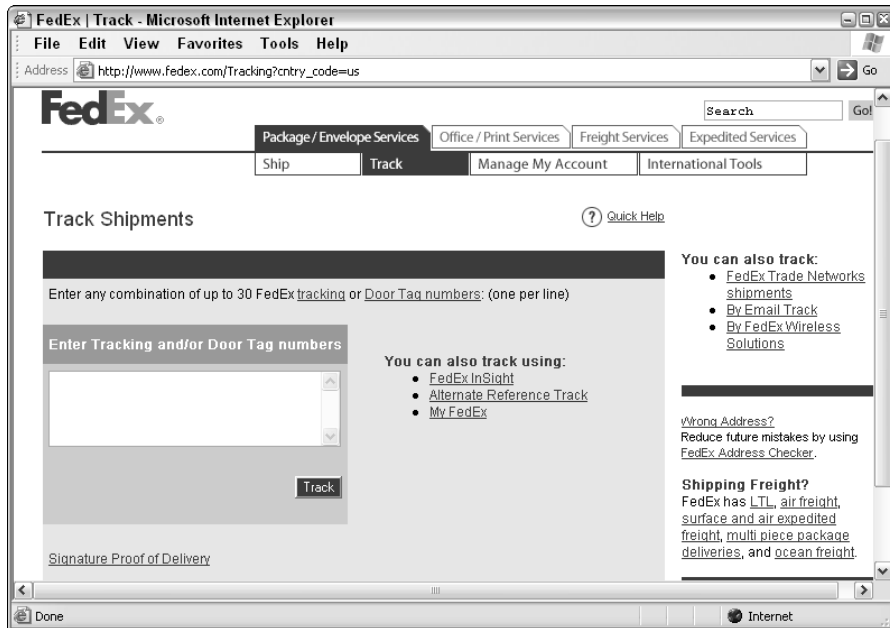 FedEx | Track - Microsoft Internet Explorer
File Edit View Favorites Tools Help
Address http://www.fedex.com/Tracking?cntry_code=us Go
FedEx®
Search Go!
Package / Envelope Services Office / Print Services Freight Services Expedited Services
Ship Track Manage My Account International Tools
Track Shipments
? Quick Help
Enter any combination of up to 30 FedEx tracking or Door Tag numbers: (one per line)
Enter Tracking and/or Door Tag numbers
Track
You can also track using:
• FedEx InSight
• Alternate Reference Track
• My FedEx
Signature Proof of Delivery
You can also track:
• FedEx Trade Networks
shipments
• By Email Track
• By FedEx Wireless
Solutions
Wrong Address?
Reduce future mistakes by using
FedEx Address Checker.
Shipping Freight?
FedEx has LTL, air freight,
surface and air expedited
freight, multi piece package
deliveries, and ocean freight.
Done Internet